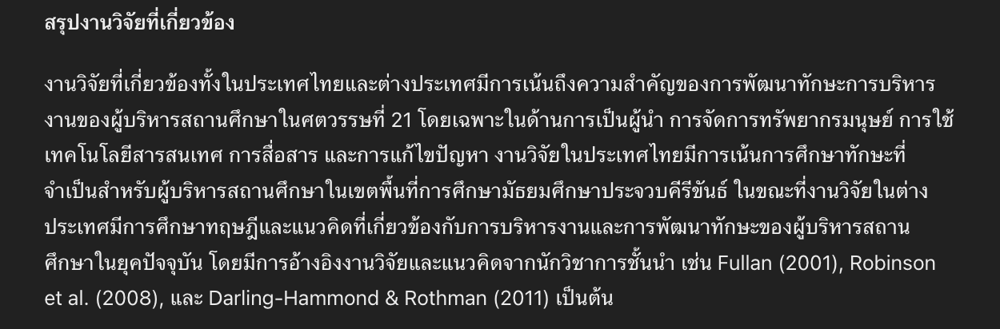 สรุปงานวิจัยที่เกี่ยวข้อง
งานวิจัยที่เกี่ยวข้องทั้งในประเทศไทยและต่างประเทศมีการเน้นถึงความสำคัญของการพัฒนาทักษะการบริหาร
งานของผู้บริหารสถานศึกษาในศตวรรษที่ 21 โดยเฉพาะในด้านการเป็นผู้นำ การจัดการทรัพยากรมนุษย์ การใช้
เทคโนโลยีสารสนเทศ การสื่อสาร และการแก้ไขปัญหา งานวิจัยในประเทศไทยมีการเน้นการศึกษาทักษะที่
จำเป็นสำหรับผู้บริหารสถานศึกษาในเขตพื้นที่การศึกษามัธยมศึกษาประจวบคีรีขันธ์ ในขณะที่งานวิจัยในต่าง
ประเทศมีการศึกษาทฤษฎีและแนวคิดที่เกี่ยวข้องกับการบริหารงานและการพัฒนาทักษะของผู้บริหารสถาน
ศึกษาในยุคปัจจุบัน โดยมีการอ้างอิงงานวิจัยและแนวคิดจากนักวิชาการชั้นนำ เช่น Fullan (2001), Robinson
et al. (2008), และ Darling-Hammond & Rothman (2011) เป็นต้น